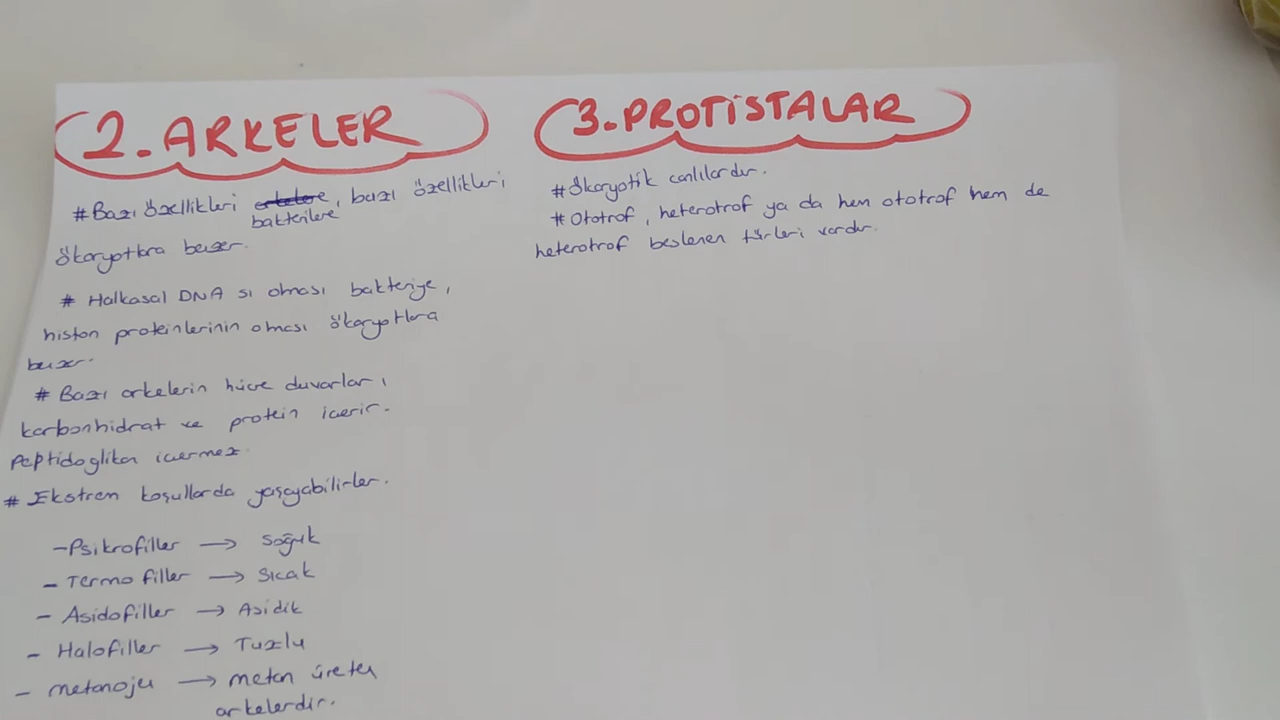 2. ARKELER
#Bazı özellikleri arkelere, bazı özellikleri
bakterilere
ökaryotlara benzer.
# Halkasal DNA sı olması bakteriye,
histon proteinlerinin olması ökaryotlara
benzer.
# Bazı arkelerin hücre duvarları
karbonhidrat ve protein içerir.
Peptidoglikan içermez.
# Ekstrem koşullarda yaşayabilirler.
-Psikrofiller → Soğuk
- Termofiller → Sıcak
- Asidofiller → Asidik
- Halofiller → Tuzlu
- metanojen → metan üreten
arkelerdir.
3. PROTİSTALAR
#Ökaryotik canlılardır.
# Ototrof, heterotrof ya da hem ototrof hem de
heterotrof beslenen türleri vardır.